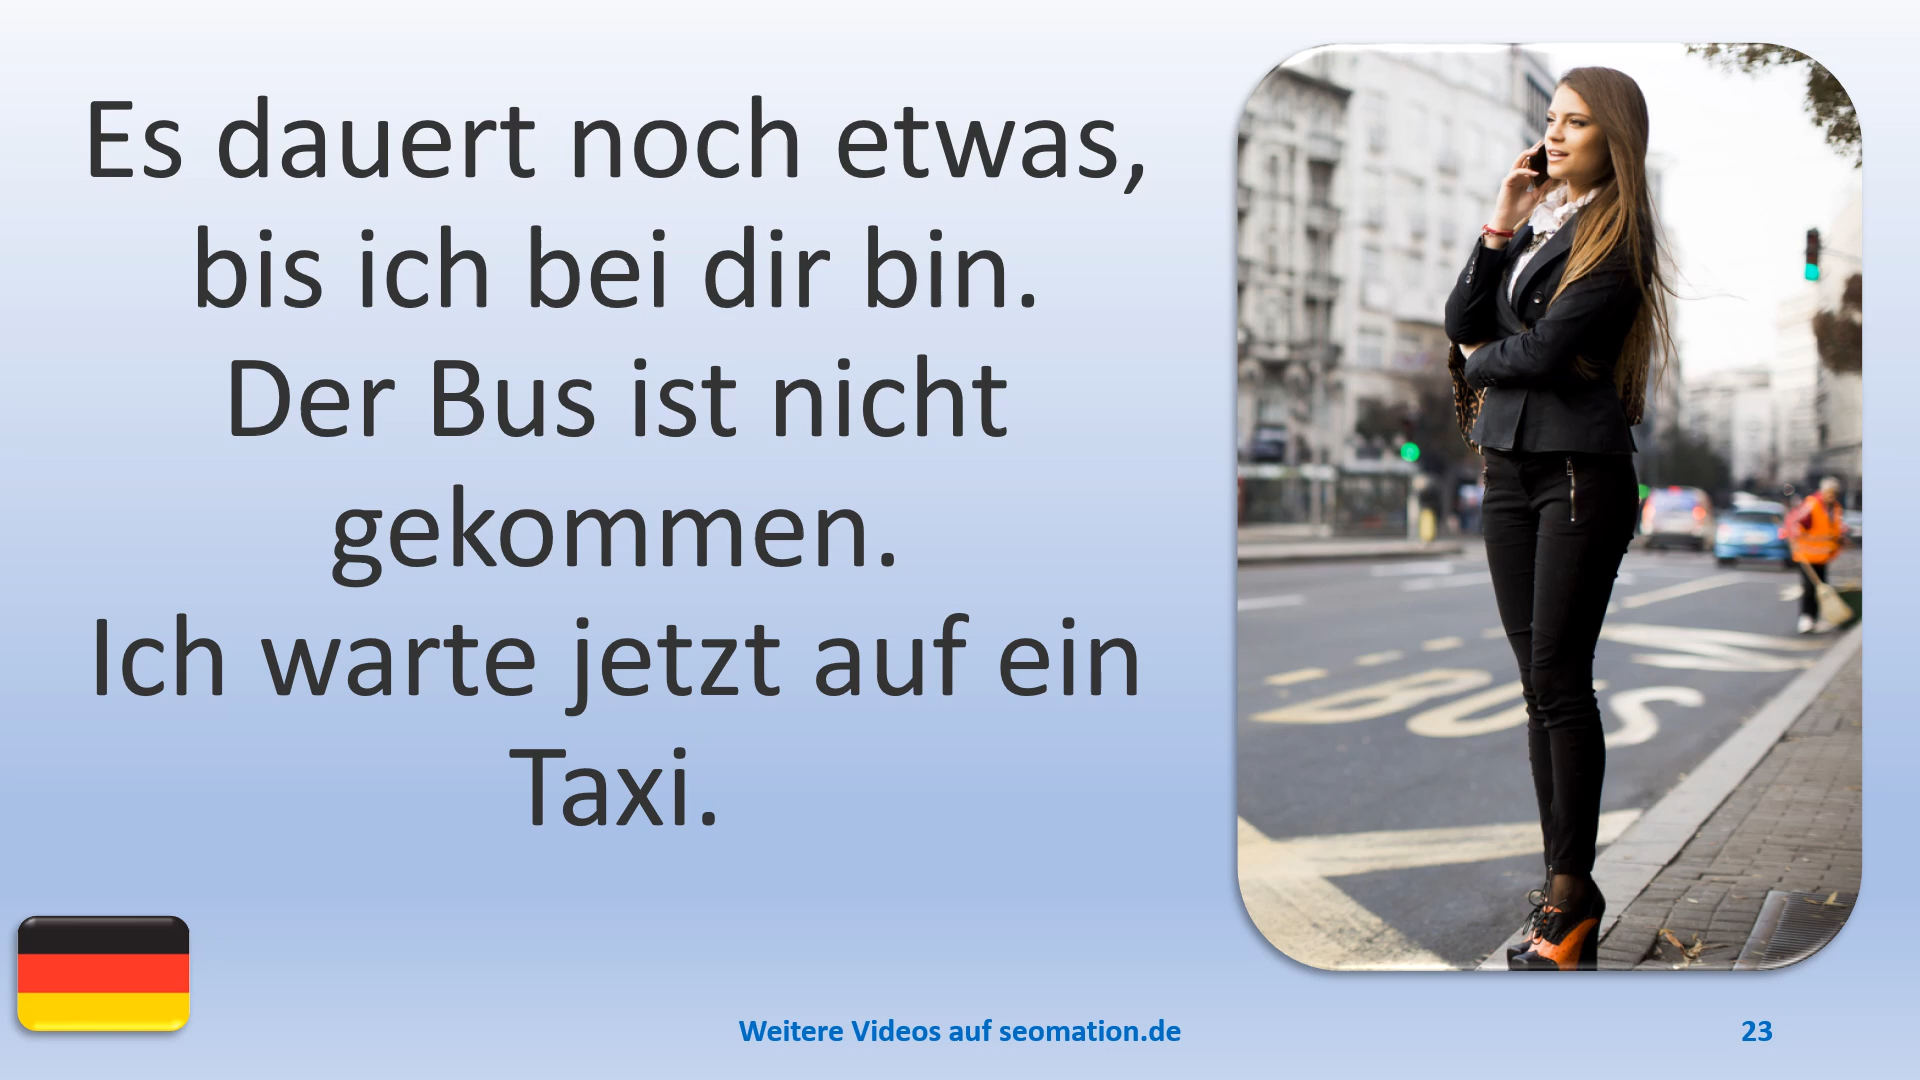 Es dauert noch etwas,
bis ich bei dir bin.
Der Bus ist nicht
gekommen.
Ich warte jetzt auf ein
Taxi.
BUS
Weitere Videos auf seomation.de
23